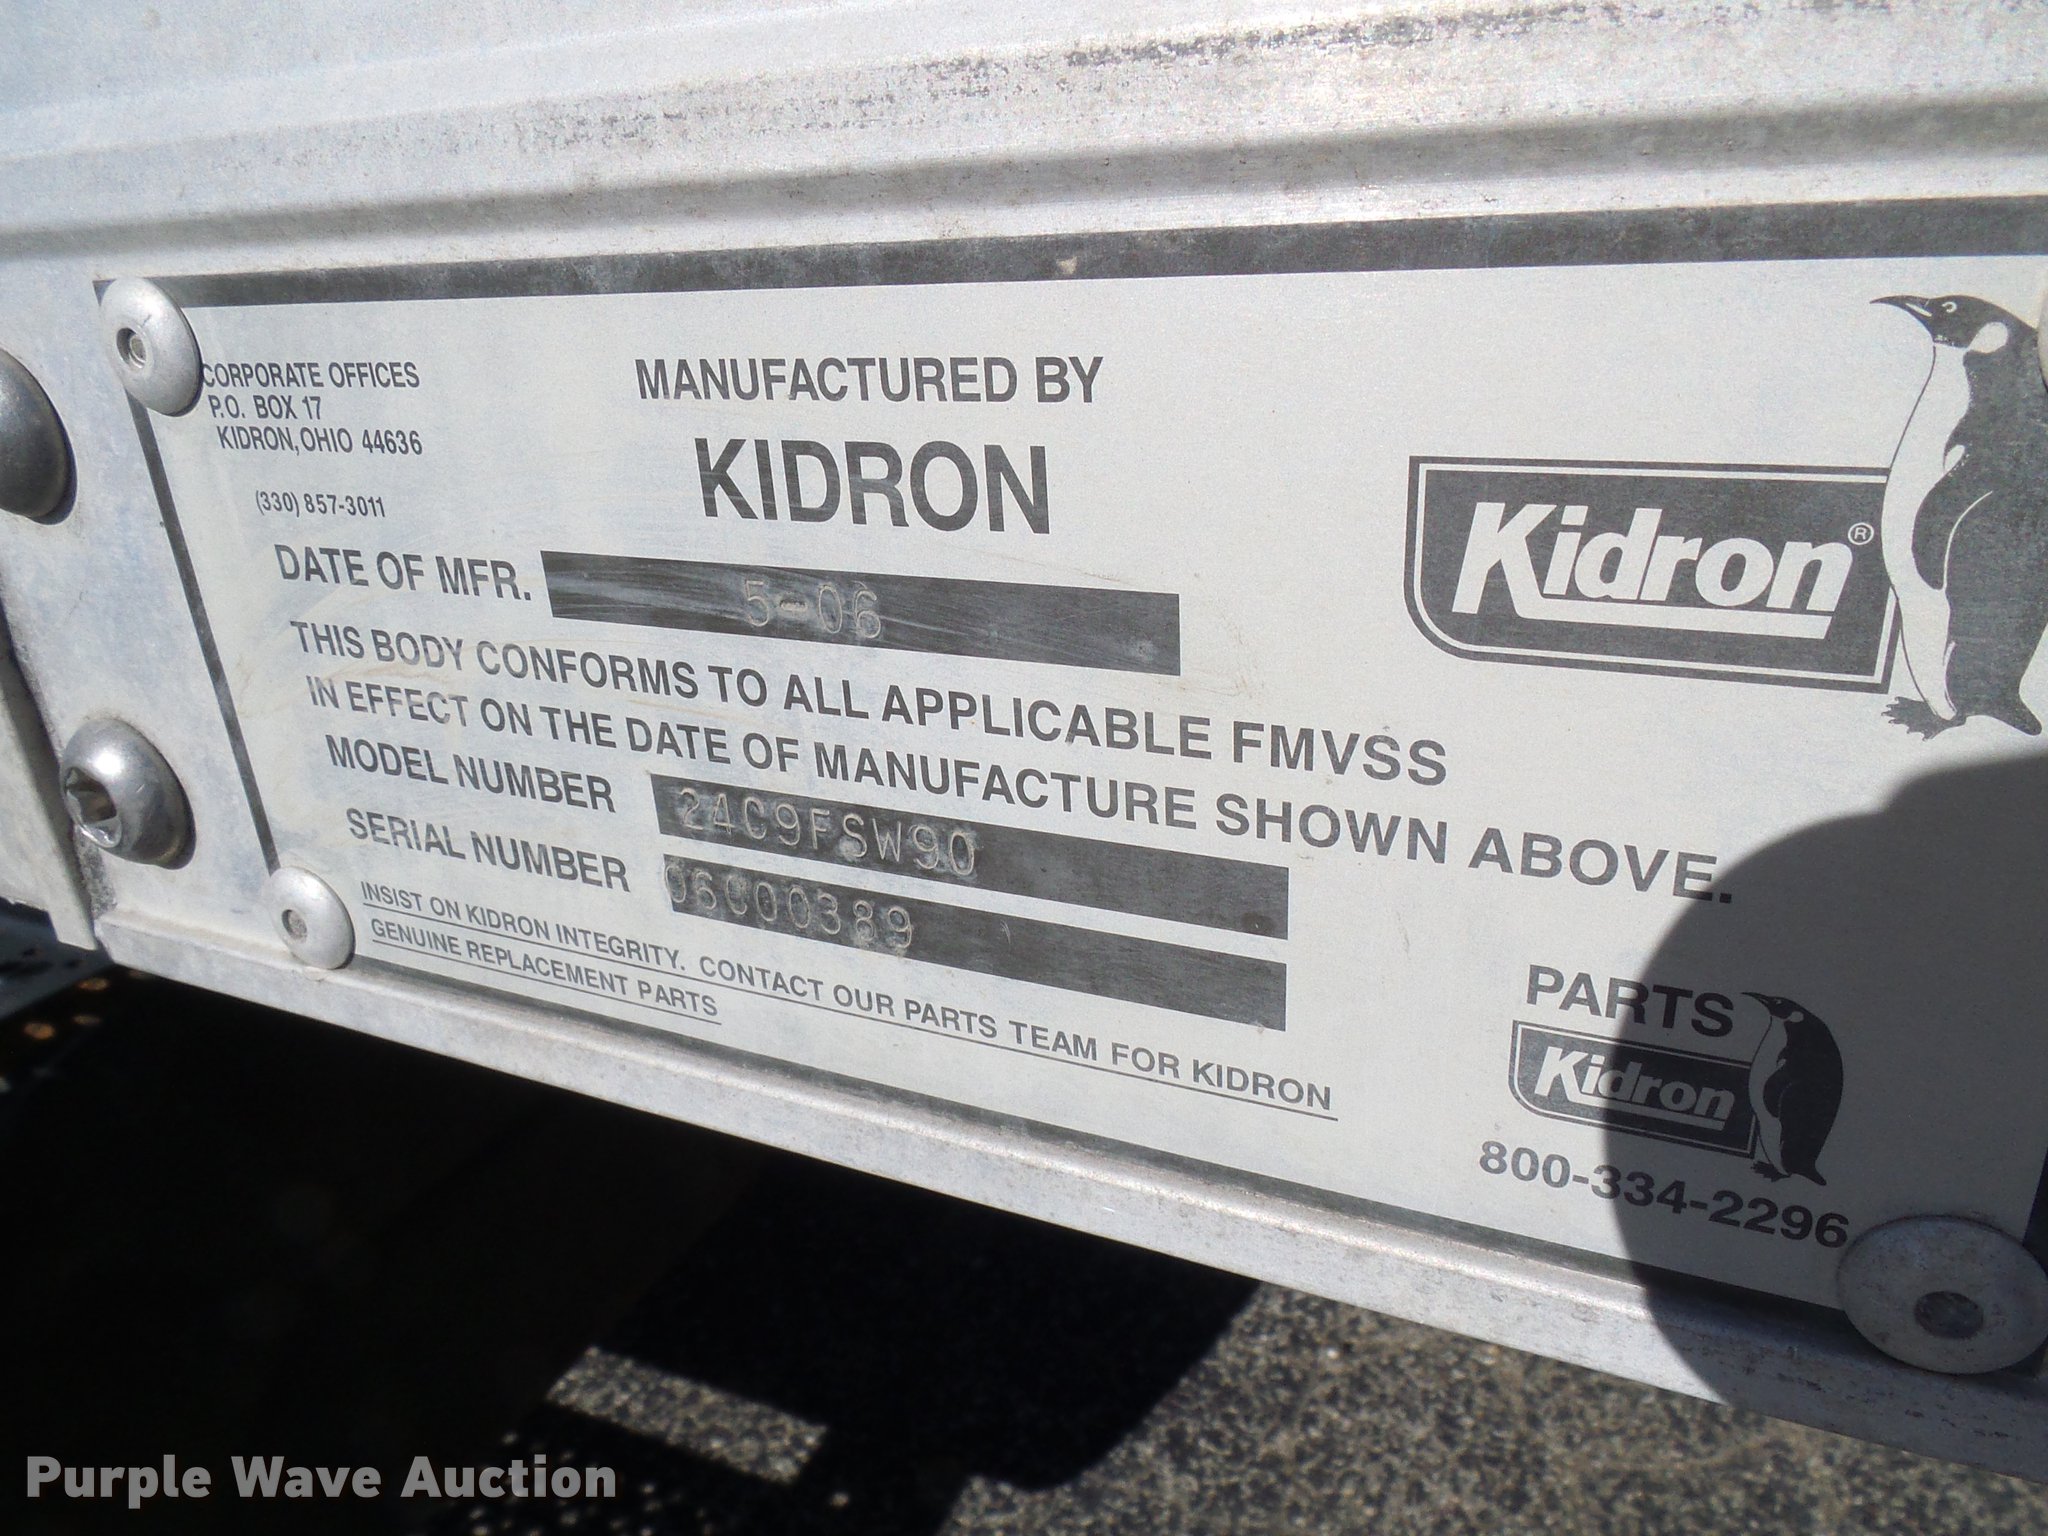 CORPORATE OFFICES
P.O. BOX 17
KIDRON, OHIO 44636
(330) 857-3011
MANUFACTURED BY
KIDRON
Kidron®
DATE OF MFR. 5-06
THIS BODY CONFORMS TO ALL APPLICABLE FMVSS
IN EFFECT ON THE DATE OF MANUFACTURE SHOWN ABOVE.
MODEL NUMBER 24C9FSW90
SERIAL NUMBER 06C00389
INSIST ON KIDRON INTEGRITY. CONTACT OUR PARTS TEAM FOR KIDRON
GENUINE REPLACEMENT PARTS
PARTS
Kidron
800-334-2296
Purple Wave Auction